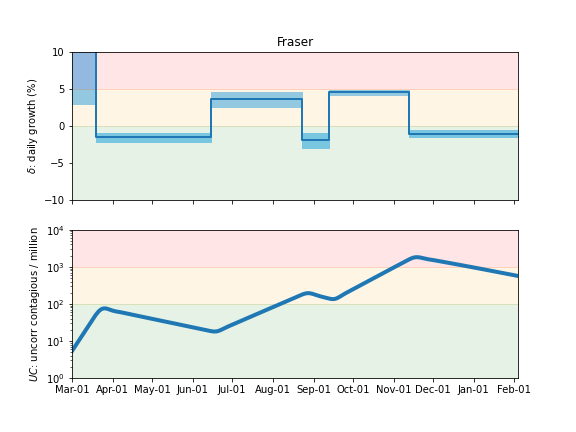 Fraser
10
5
0
−5
−10
δ: daily growth (%)
10⁴
10³
10²
10¹
10⁰
UC: uncorr contagious / million
Mar-01 Apr-01 May-01 Jun-01 Jul-01 Aug-01 Sep-01 Oct-01 Nov-01 Dec-01 Jan-01 Feb-01